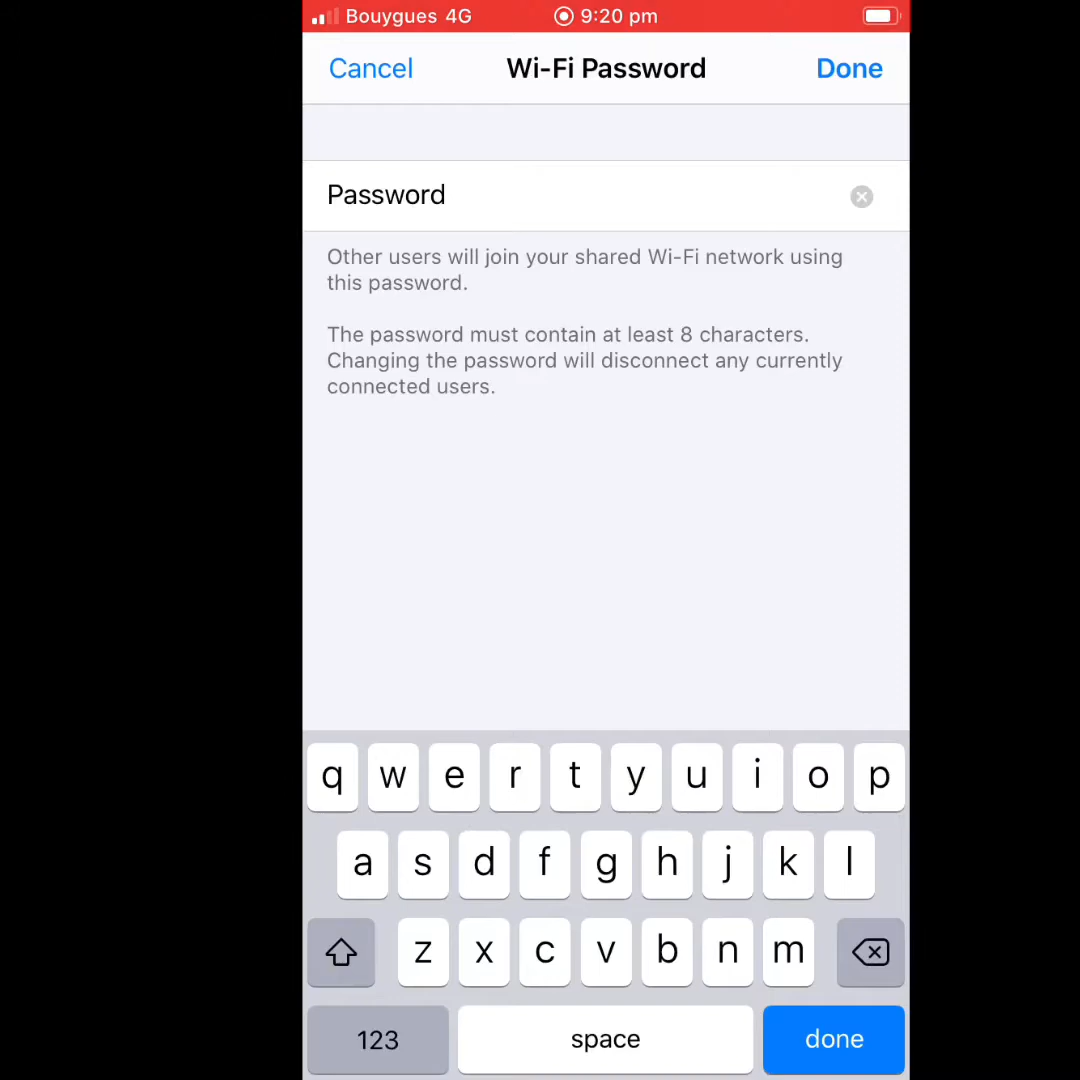 Bouygues 4G 9:20 pm
Cancel Wi-Fi Password Done
Password
Other users will join your shared Wi-Fi network using
this password.
The password must contain at least 8 characters.
Changing the password will disconnect any currently
connected users.
q w e r t y u i o p
a s d f g h j k l
z x c v b n m
123 space done